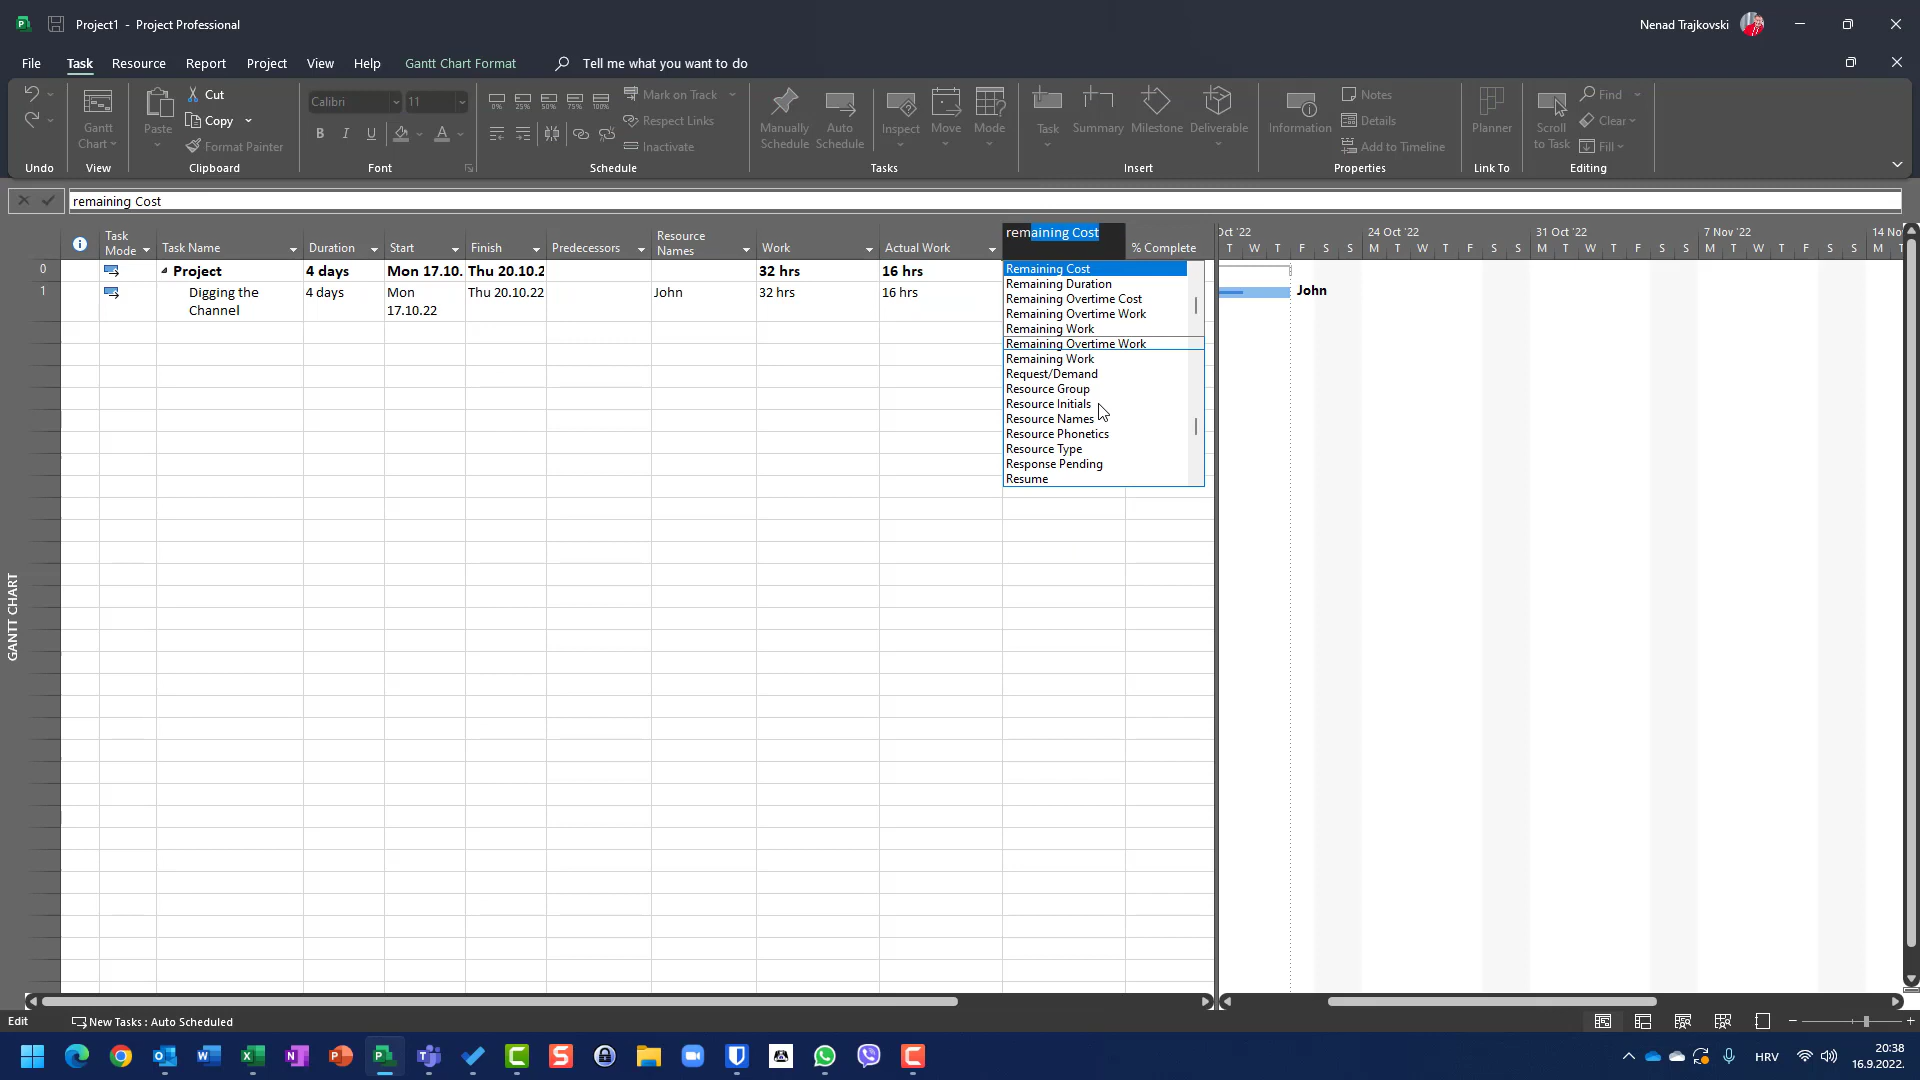 Project1 - Project Professional
Nenad Trajkovski
File Task Resource Report Project View Help Gantt Chart Format Tell me what you want to do
Cut
Copy
Format Painter
Paste
Gantt
Chart
Calibri 11
B I U A
0% 25% 50% 75% 100%
Mark on Track
Respect Links
Inactivate
Manually
Schedule
Auto
Schedule
Inspect
Move
Mode
Task
Summary
Milestone
Deliverable
Information
Notes
Details
Add to Timeline
Planner
Scroll
to Task
Find
Clear
Fill
Undo View Clipboard Font Schedule Tasks Insert Properties Link To Editing
remaining Cost
Task
Mode
Task Name
Duration
Start
Finish
Predecessors
Resource
Names
Work
Actual Work
remaining Cost
% Complete
Oct '22 24 Oct '22 31 Oct '22 7 Nov '22 14 No
T W T F S S M T W T F S S M T W T F S S M T W T F S S M T
0 Project 4 days Mon 17.10. Thu 20.10.2 32 hrs 16 hrs
1 Digging the
Channel
4 days Mon
17.10.22
Thu 20.10.22 John 32 hrs 16 hrs
John
Remaining Cost
Remaining Duration
Remaining Overtime Cost
Remaining Overtime Work
Remaining Work
Remaining Overtime Work
Remaining Work
Request/Demand
Resource Group
Resource Initials
Resource Names
Resource Phonetics
Resource Type
Response Pending
Resume
GANTT CHART
Edit New Tasks : Auto Scheduled
HRV
20:38
16.9.2022.